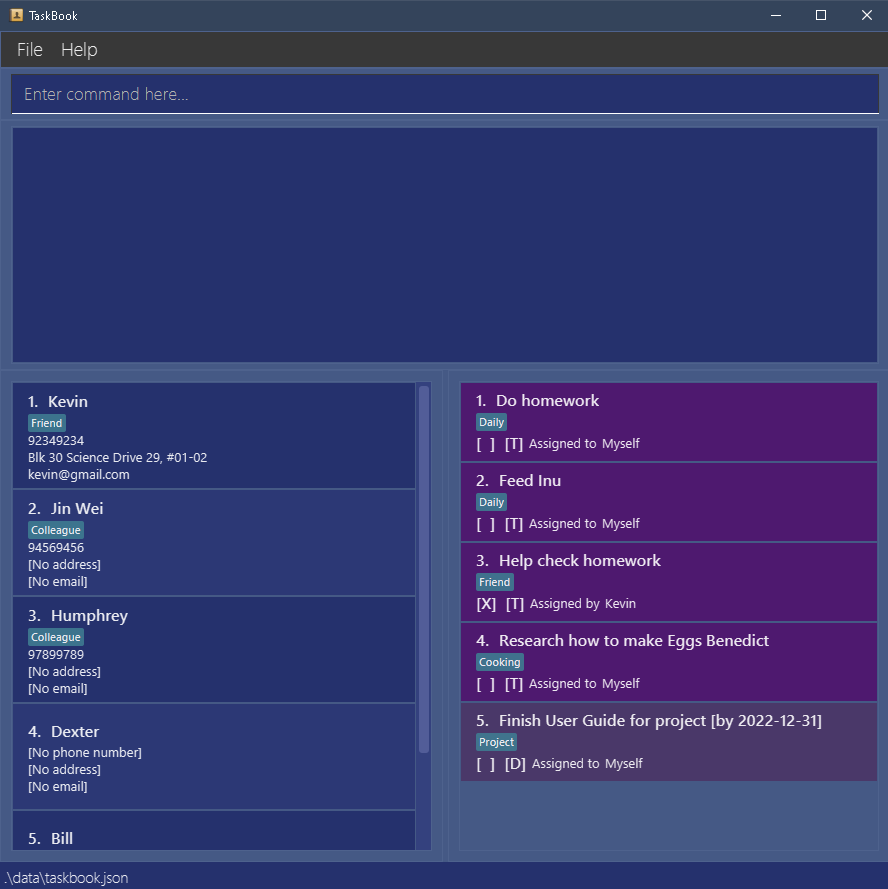 TaskBook
File Help
Enter command here...
1. Kevin
Friend
92349234
Blk 30 Science Drive 29, #01-02
kevin@gmail.com
2. Jin Wei
Colleague
94569456
[No address]
[No email]
3. Humphrey
Colleague
97899789
[No address]
[No email]
4. Dexter
[No phone number]
[No address]
[No email]
5. Bill
1. Do homework
Daily
[ ] [T] Assigned to Myself
2. Feed Inu
Daily
[ ] [T] Assigned to Myself
3. Help check homework
Friend
[X] [T] Assigned by Kevin
4. Research how to make Eggs Benedict
Cooking
[ ] [T] Assigned to Myself
5. Finish User Guide for project [by 2022-12-31]
Project
[ ] [D] Assigned to Myself
.\data\taskbook.json